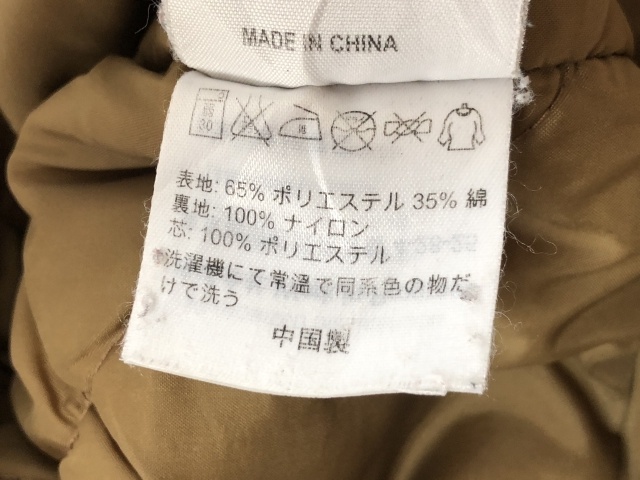 MADE IN CHINA
30
表地: 65% ポリエステル 35% 綿
裏地: 100% ナイロン
芯: 100% ポリエステル
洗濯機にて常温で同系色の物だ
けで洗う
中国製